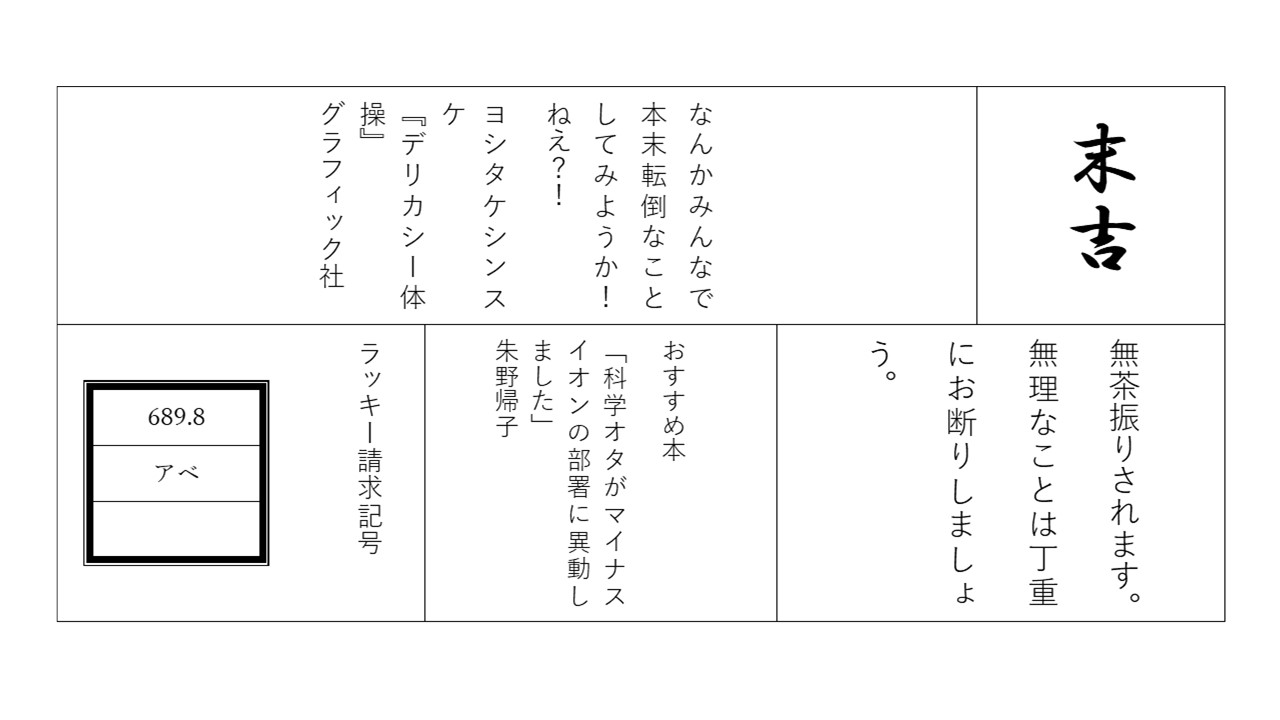 末吉
なんかみんなで
本末転倒なこと
してみようか！
ねえ？！
ヨシタケシンス
ケ
『デリカシー体
操』
グラフィック社
無茶振りされます。
無理なことは丁重
にお断りしましょ
う。
おすすめ本
「科学オタがマイナス
イオンの部署に異動し
ました」
朱野帰子
ラッキー請求記号
689.8
アベ